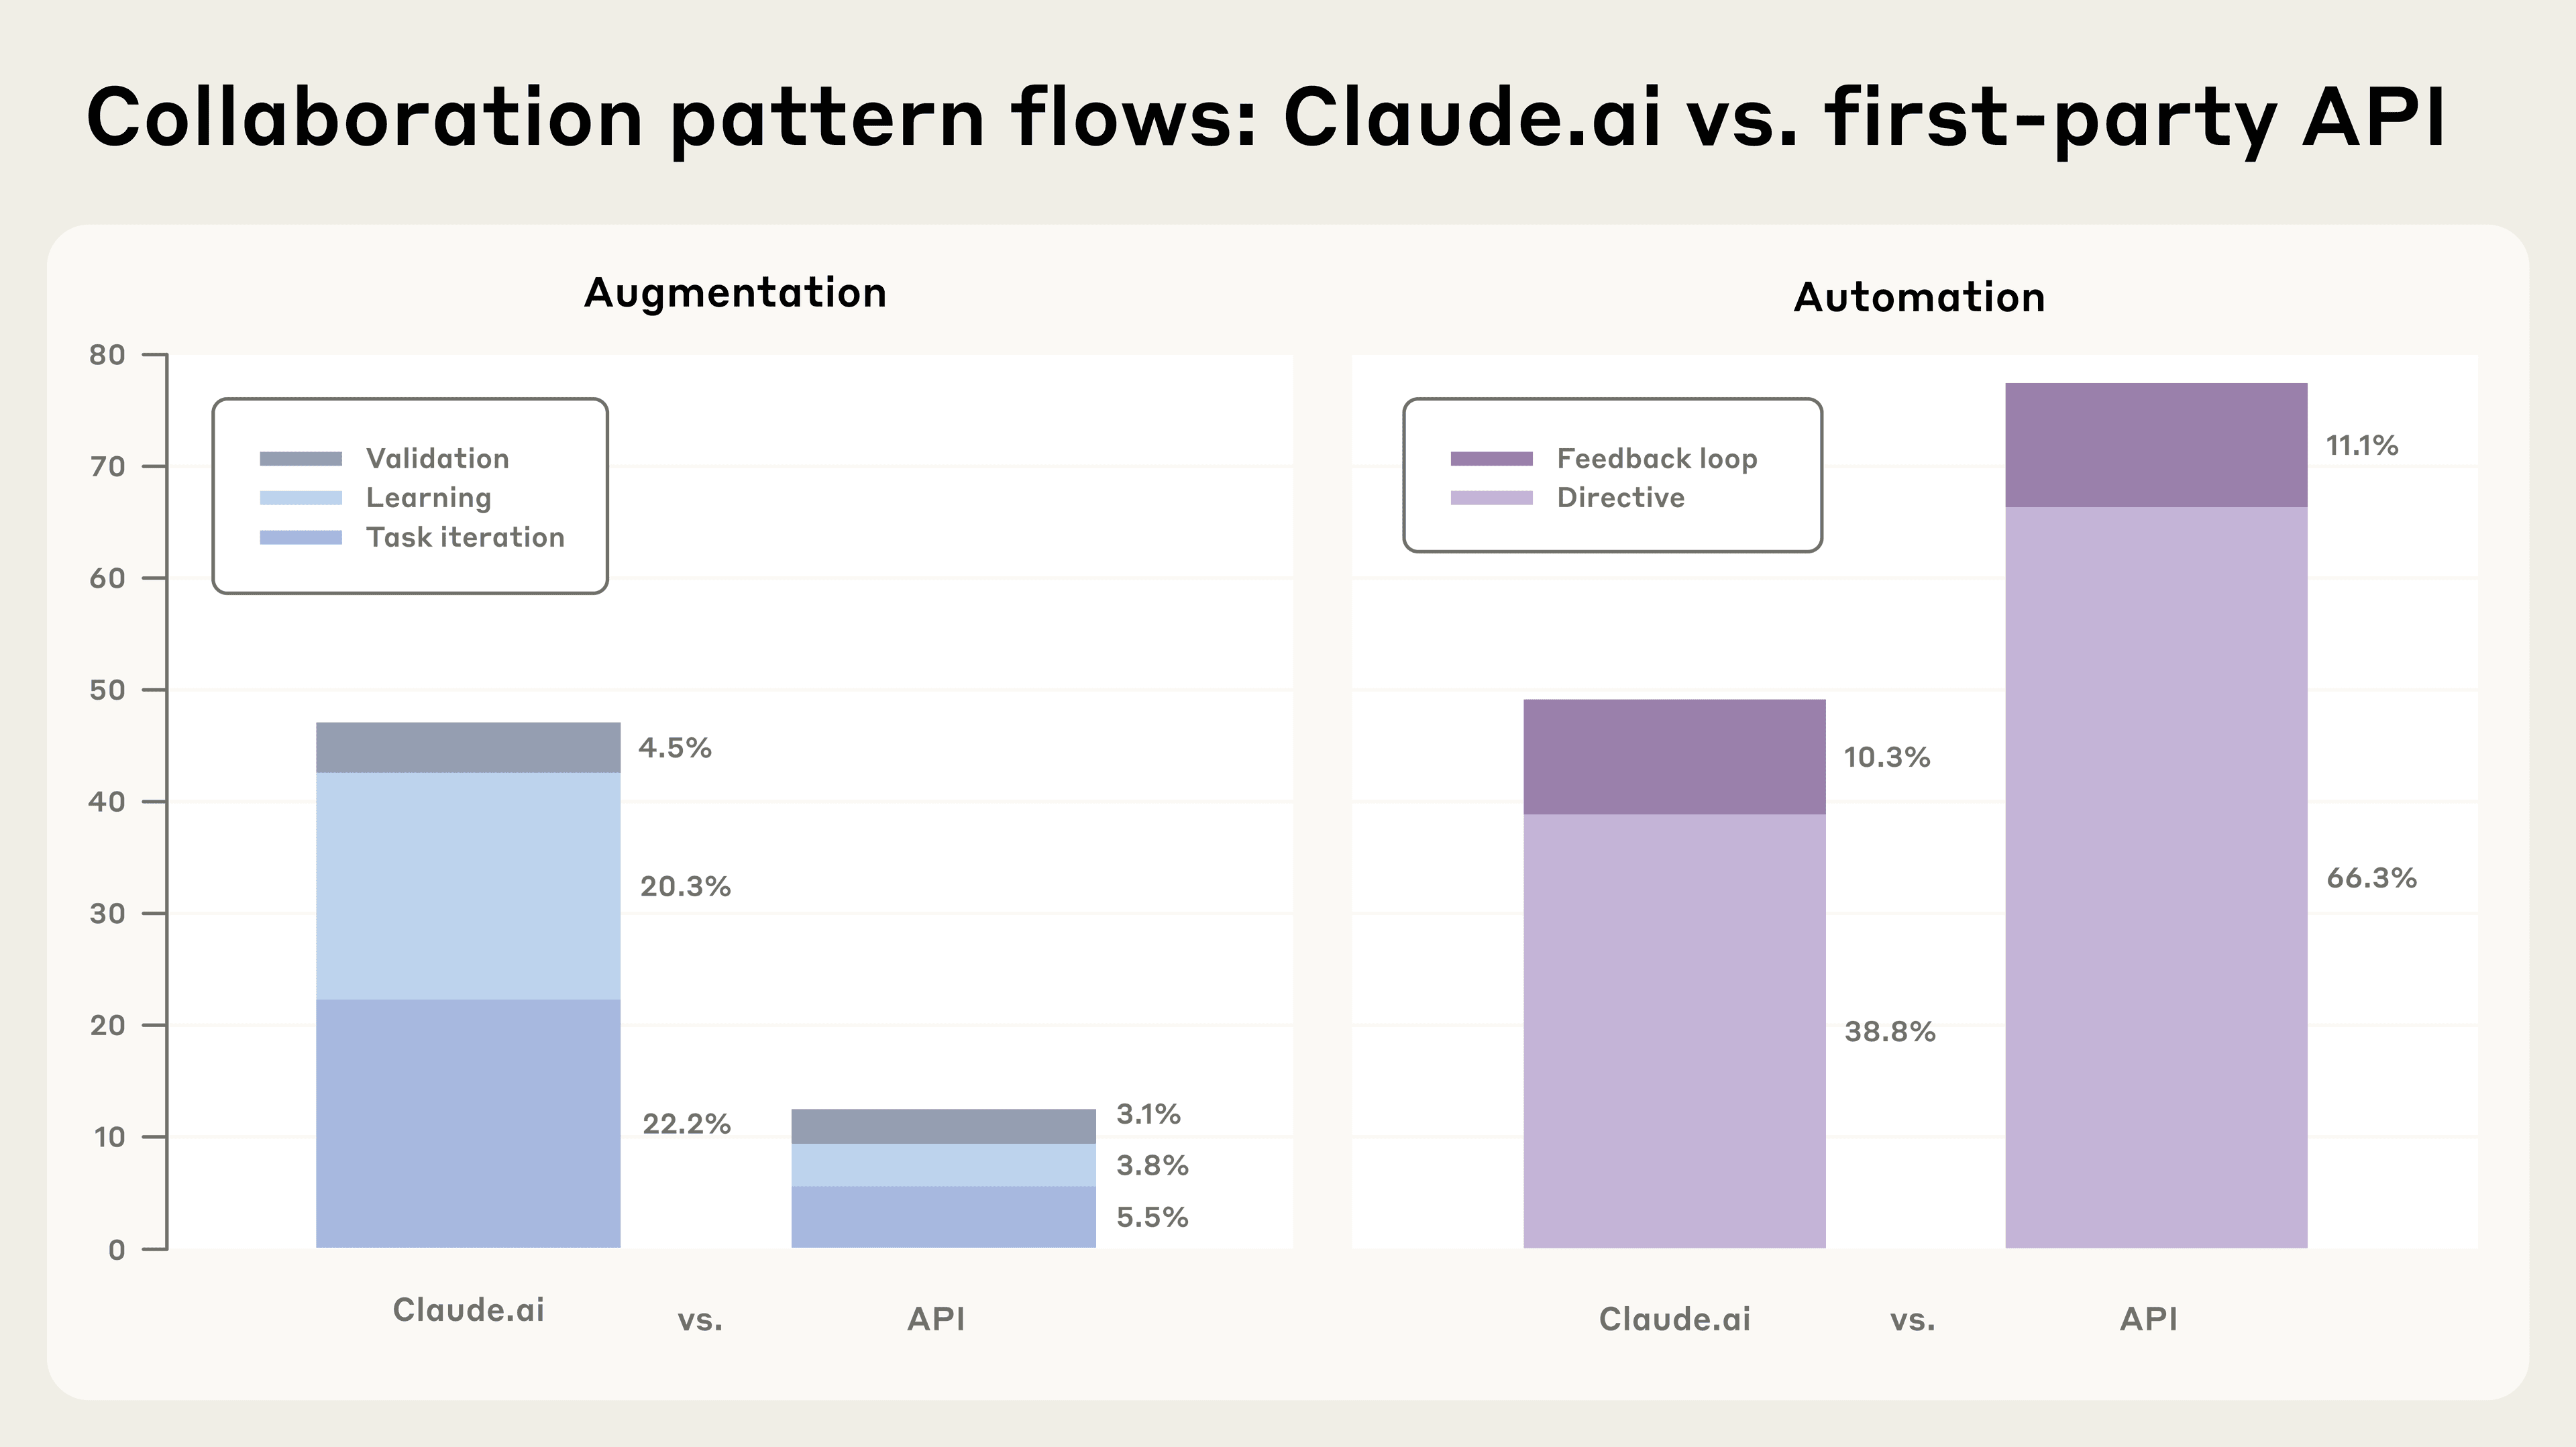 Collaboration pattern flows: Claude.ai vs. first-party API
Augmentation
80
70
60
50
40
30
20
10
0
Validation
Learning
Task iteration
4.5%
20.3%
22.2%
3.1%
3.8%
5.5%
Claude.ai vs. API
Automation
Feedback loop
Directive
10.3%
38.8%
11.1%
66.3%
Claude.ai vs. API